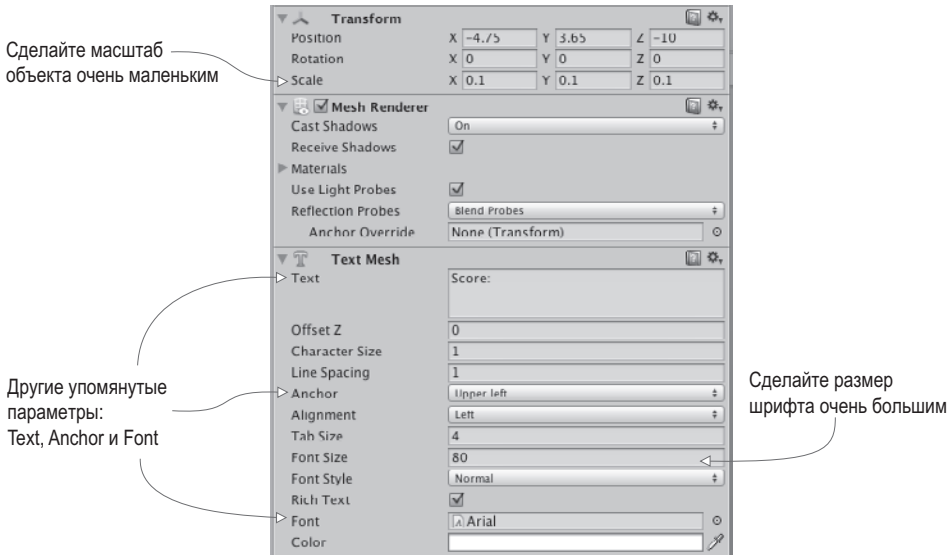 Transform
Position X -4.75 Y 3.65 Z -10
Rotation X 0 Y 0 Z 0
Scale X 0.1 Y 0.1 Z 0.1
Сделайте масштаб
объекта очень маленьким
Mesh Renderer
Cast Shadows On
Receive Shadows
Materials
Use Light Probes
Reflection Probes Blend Probes
Anchor Override None (Transform)
Text Mesh
Text Score:
Offset Z 0
Character Size 1
Line Spacing 1
Anchor Upper left
Alignment Left
Tab Size 4
Font Size 80
Font Style Normal
Rich Text
Font Arial
Color
Другие упомянутые
параметры:
Text, Anchor и Font
Сделайте размер
шрифта очень большим